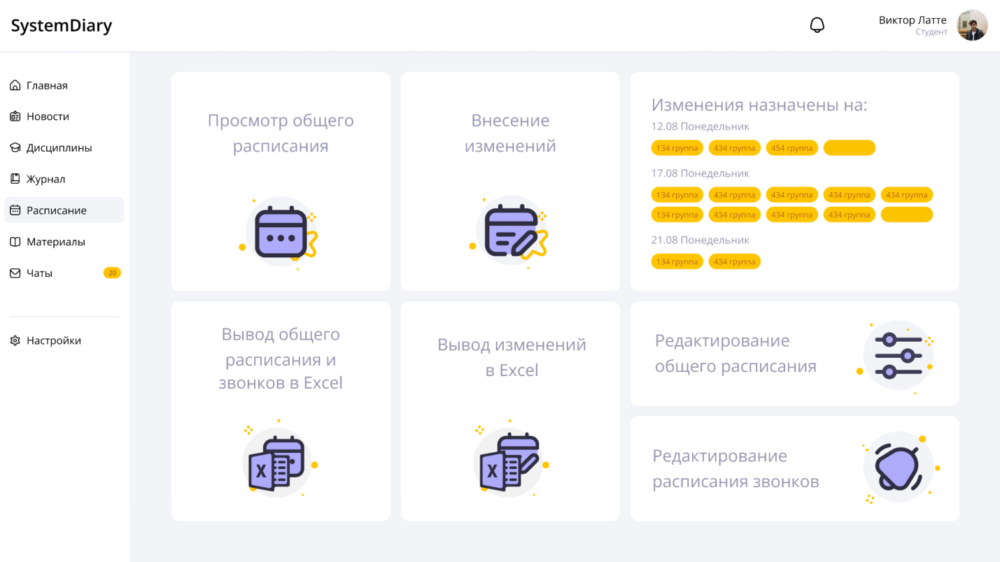 SystemDiary
Виктор Латте
Студент
Главная
Новости
Дисциплины
Журнал
Расписание
Материалы
Чаты 20
Настройки
Просмотр общего
расписания
Внесение
изменений
Изменения назначены на:
12.08 Понедельник
134 группа 434 группа 454 группа
17.08 Понедельник
134 группа 434 группа 434 группа 434 группа 434 группа
134 группа 434 группа 434 группа 434 группа
21.08 Понедельник
134 группа 434 группа
Вывод общего
расписания и
звонков в Excel
X
Вывод изменений
в Excel
X
Редактирование
общего расписания
Редактирование
расписания звонков